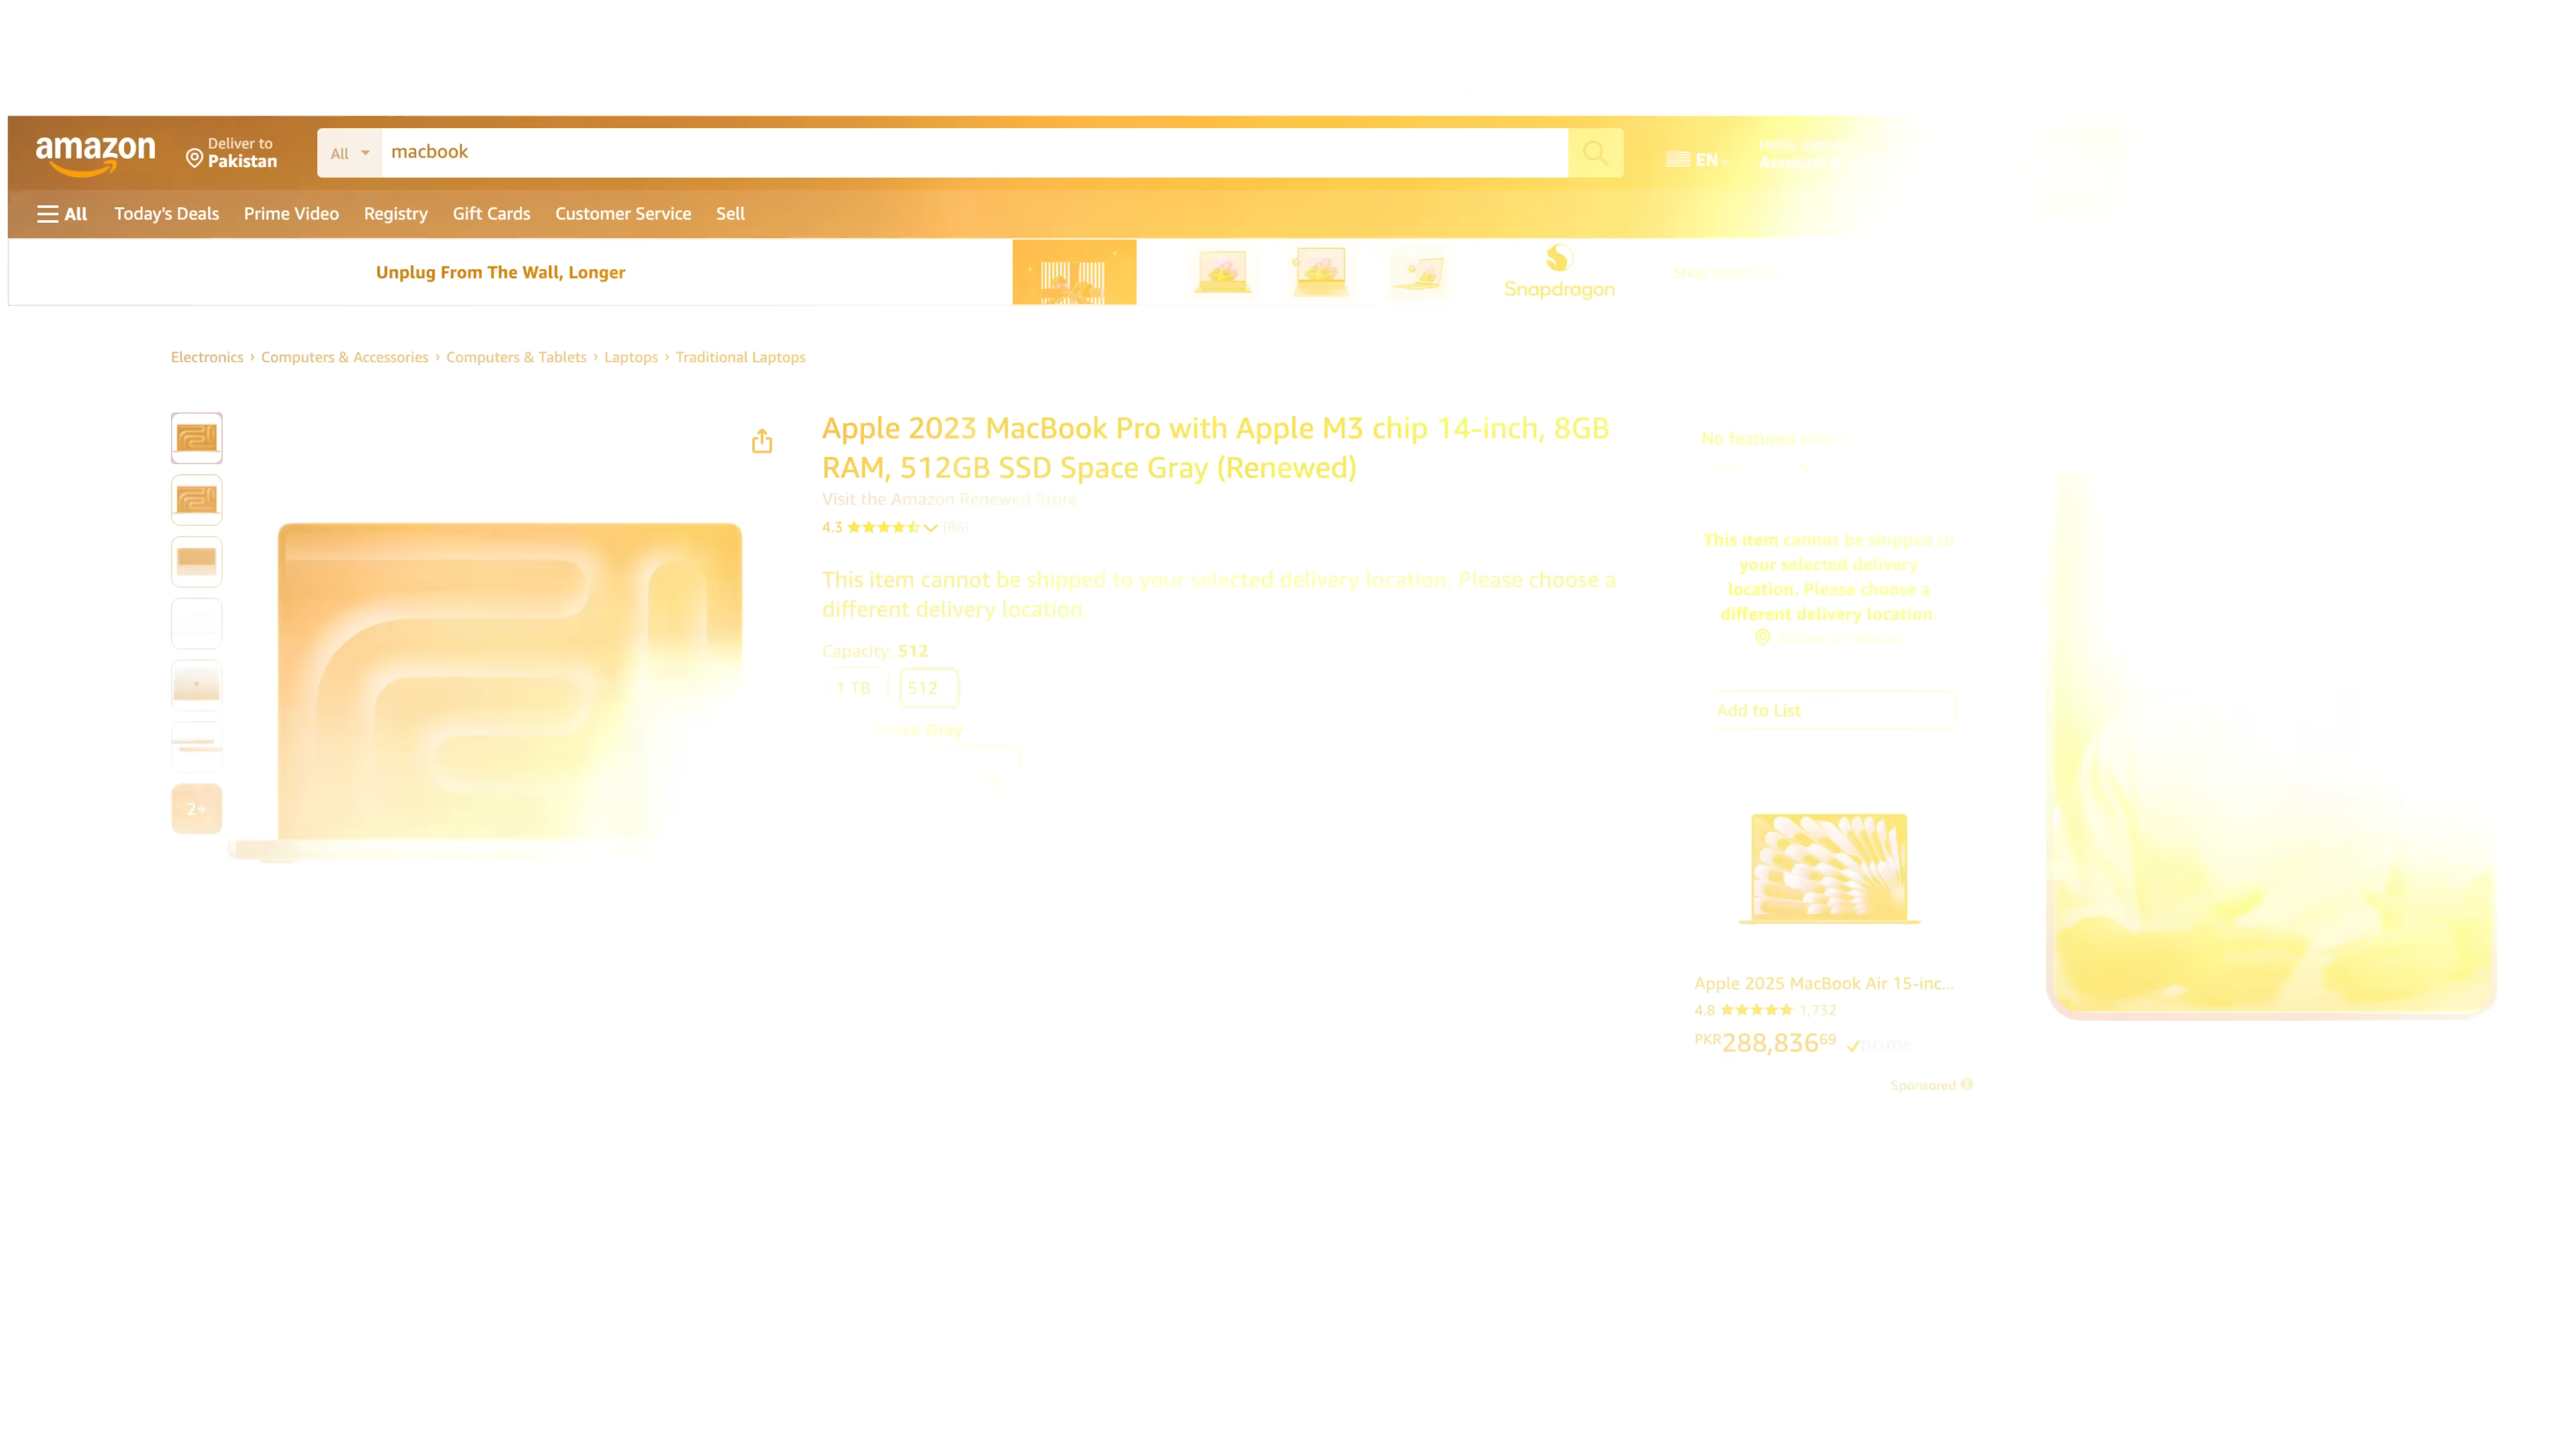 amazon
Deliver to
Pakistan
All
macbook
EN
Account
All
Today's Deals
Prime Video
Registry
Gift Cards
Customer Service
Sell
Unplug From The Wall, Longer
Snapdragon
Electronics › Computers & Accessories › Computers & Tablets › Laptops › Traditional Laptops
2+
Apple 2023 MacBook Pro with Apple M3 chip 14-inch, 8GB
RAM, 512GB SSD Space Gray (Renewed)
Visit the Amazon Renewed Store
4.3 (86)
This item cannot be shipped to your selected delivery location. Please choose a
different delivery location.
Capacity: 512
1 TB
512
Gray
No featured
This item cannot be shipped to
your selected delivery
location. Please choose a
different delivery location
Add to List
Apple 2025 MacBook Air 15-inc...
4.8 1,732
PKR288,83669 prime
Sponsored